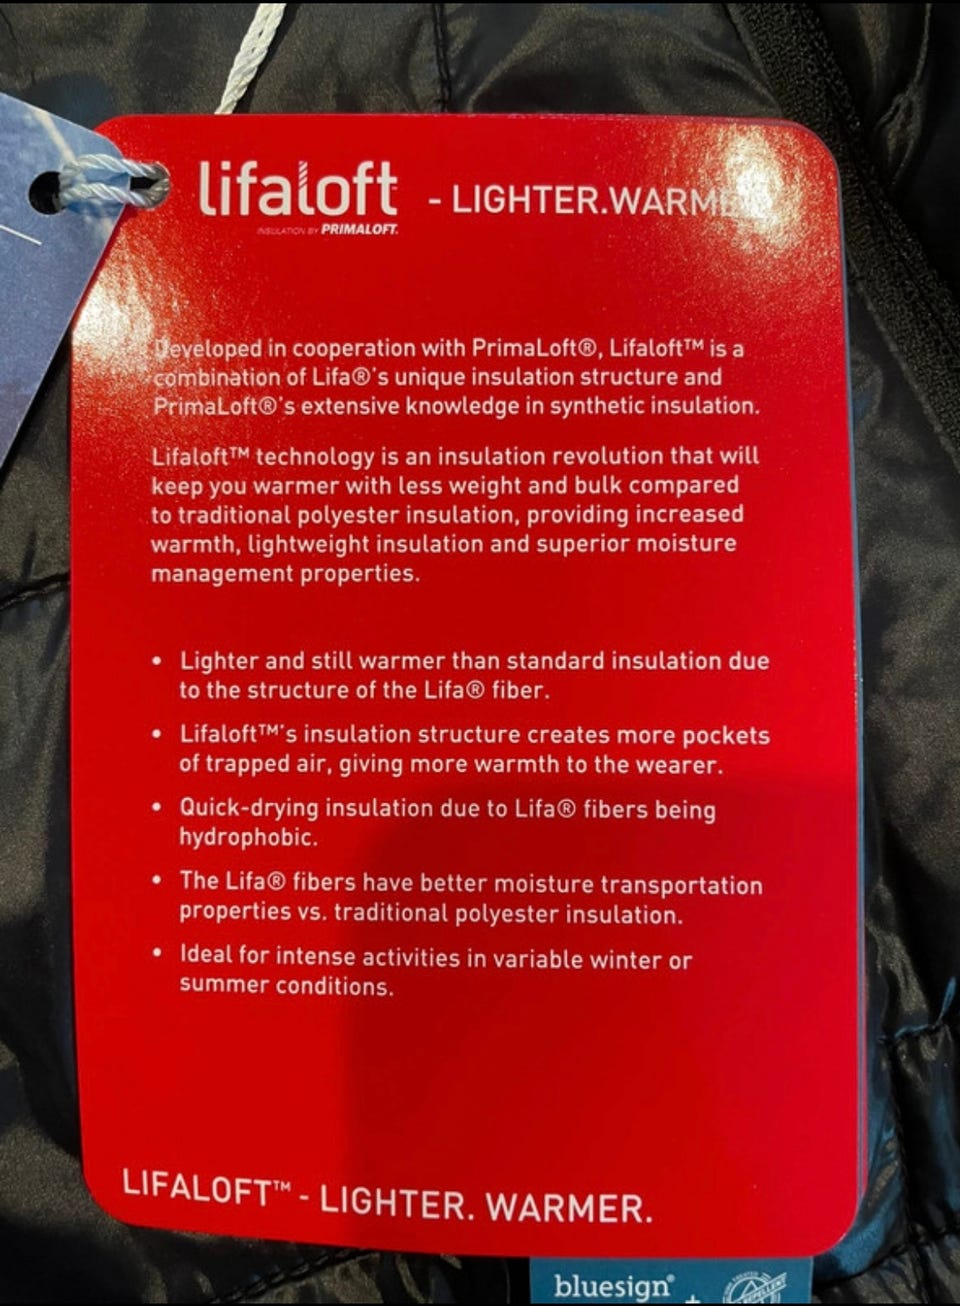 lifaloft™ - LIGHTER.WARME
INSULATION BY PRIMALOFT.
Developed in cooperation with PrimaLoft®, Lifaloft™ is a
combination of Lifa®'s unique insulation structure and
PrimaLoft®'s extensive knowledge in synthetic insulation.
Lifaloft™ technology is an insulation revolution that will
keep you warmer with less weight and bulk compared
to traditional polyester insulation, providing increased
warmth, lightweight insulation and superior moisture
management properties.
• Lighter and still warmer than standard insulation due
to the structure of the Lifa® fiber.
• Lifaloft™'s insulation structure creates more pockets
of trapped air, giving more warmth to the wearer.
• Quick-drying insulation due to Lifa® fibers being
hydrophobic.
• The Lifa® fibers have better moisture transportation
properties vs. traditional polyester insulation.
• Ideal for intense activities in variable winter or
summer conditions.
LIFALOFT™ - LIGHTER. WARMER.
bluesign®